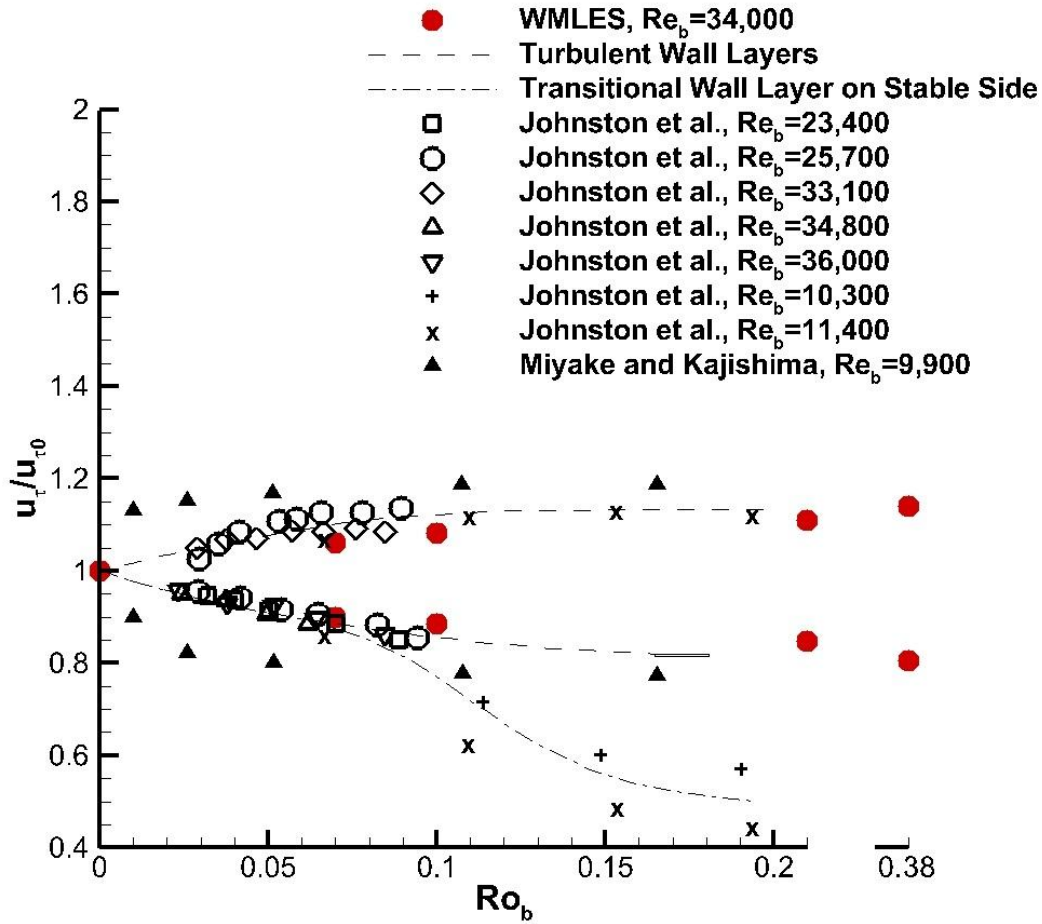 WMLES, Re_b=34,000
Turbulent Wall Layers
Transitional Wall Layer on Stable Side
Johnston et al., Re_b=23,400
Johnston et al., Re_b=25,700
Johnston et al., Re_b=33,100
Johnston et al., Re_b=34,800
Johnston et al., Re_b=36,000
Johnston et al., Re_b=10,300
Johnston et al., Re_b=11,400
Miyake and Kajishima, Re_b=9,900
2
1.8
1.6
1.4
1.2
1
0.8
0.6
0.4
u_τ/u_τ0
0
0.05
0.1
0.15
0.2
0.38
Ro_b